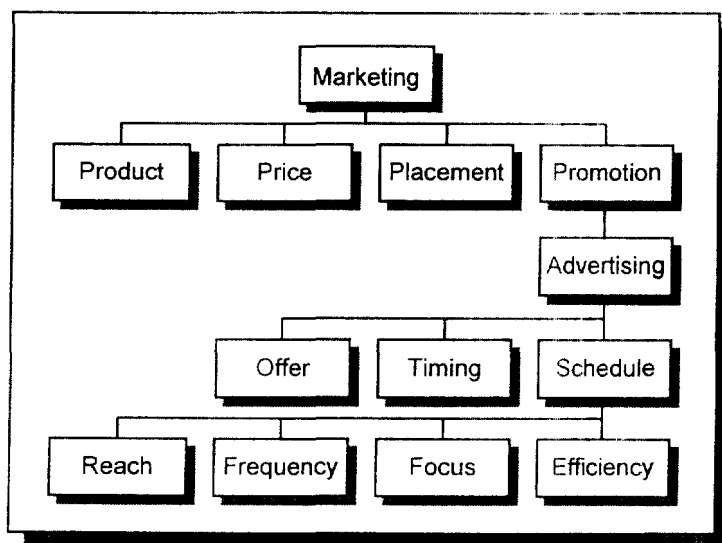 Marketing
Product Price Placement Promotion
Advertising
Offer Timing Schedule
Reach Frequency Focus Efficiency